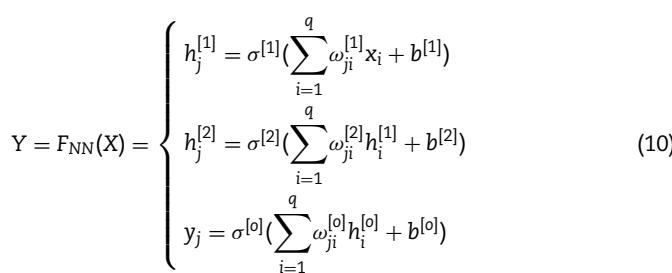 h_j^{[1]} = σ^{[1]}(∑_{i=1}^{q} ω_{ji}^{[1]} x_i + b^{[1]})
Y = F_{NN}(X) = { h_j^{[2]} = σ^{[2]}(∑_{i=1}^{q} ω_{ji}^{[2]} h_i^{[1]} + b^{[2]}) (10)
y_j = σ^{[o]}(∑_{i=1}^{q} ω_{ji}^{[o]} h_i^{[o]} + b^{[o]})